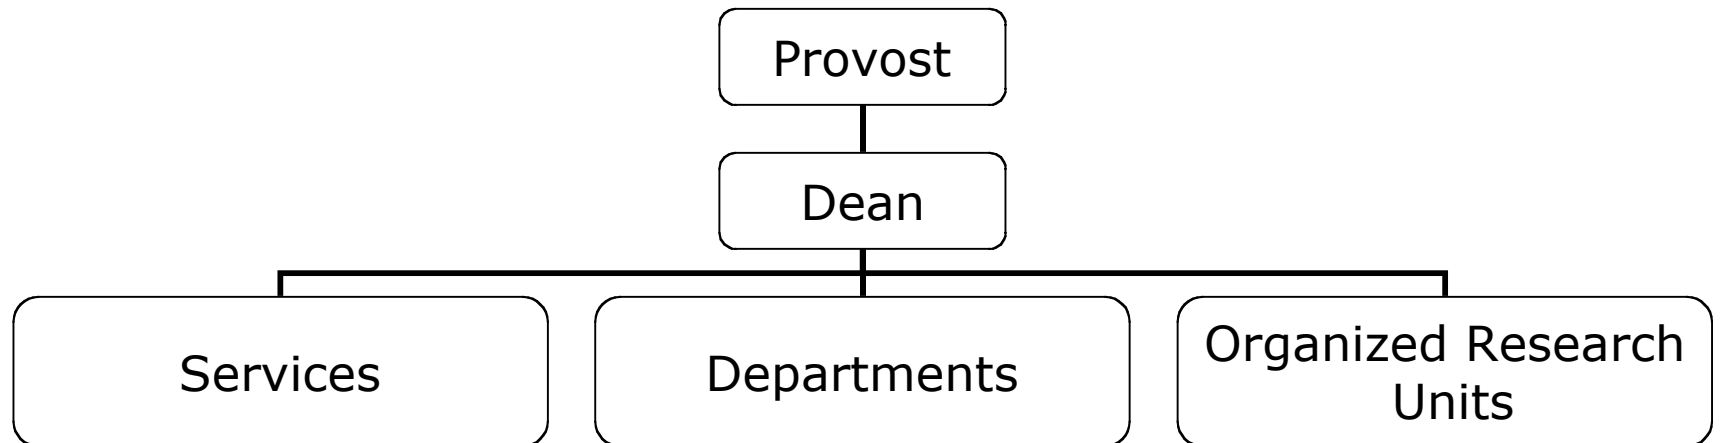 Provost
Dean
Services
Departments
Organized Research
Units